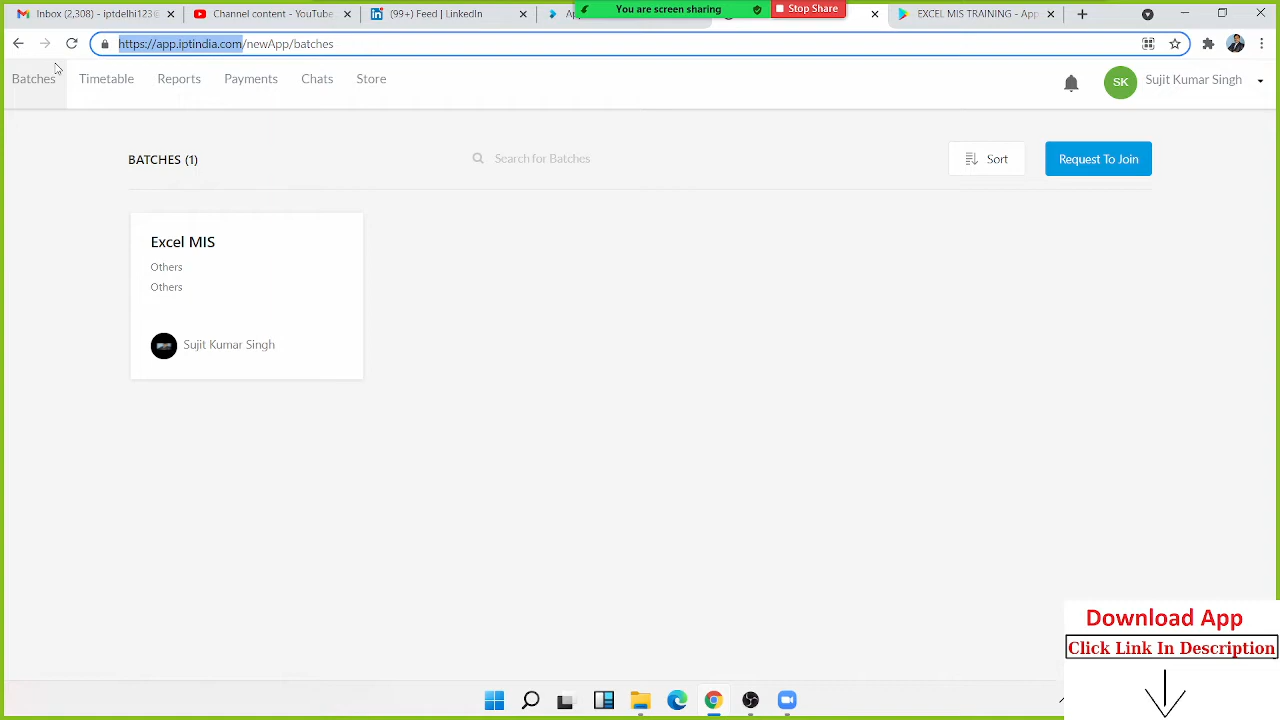 Inbox (2,308) - iptdelhi123@
Channel content - YouTube
(99+) Feed | LinkedIn
You are screen sharing
Stop Share
EXCEL MIS TRAINING - App
https://app.iptindia.com/newApp/batches
Batches
Timetable
Reports
Payments
Chats
Store
SK
Sujit Kumar Singh
BATCHES (1)
Search for Batches
Sort
Request To Join
Excel MIS
Others
Others
Sujit Kumar Singh
Download App
Click Link In Description